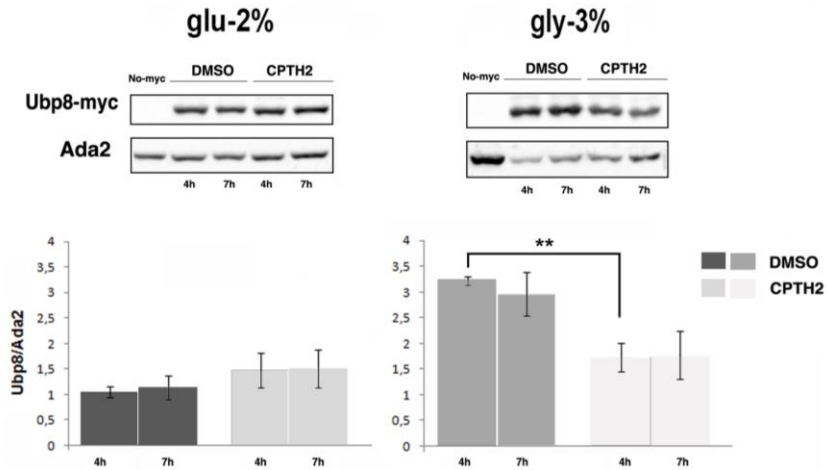 glu-2%
gly-3%
No-myc DMSO CPTH2
No-myc DMSO CPTH2
Ubp8-myc
Ada2
4h 7h 4h 7h
4h 7h 4h 7h
Ubp8/Ada2
4
3,5
3
2,5
2
1,5
1
0,5
0
4h 7h 4h 7h
4
3,5
3
2,5
2
1,5
1
0,5
0
**
4h 7h 4h 7h
DMSO
CPTH2